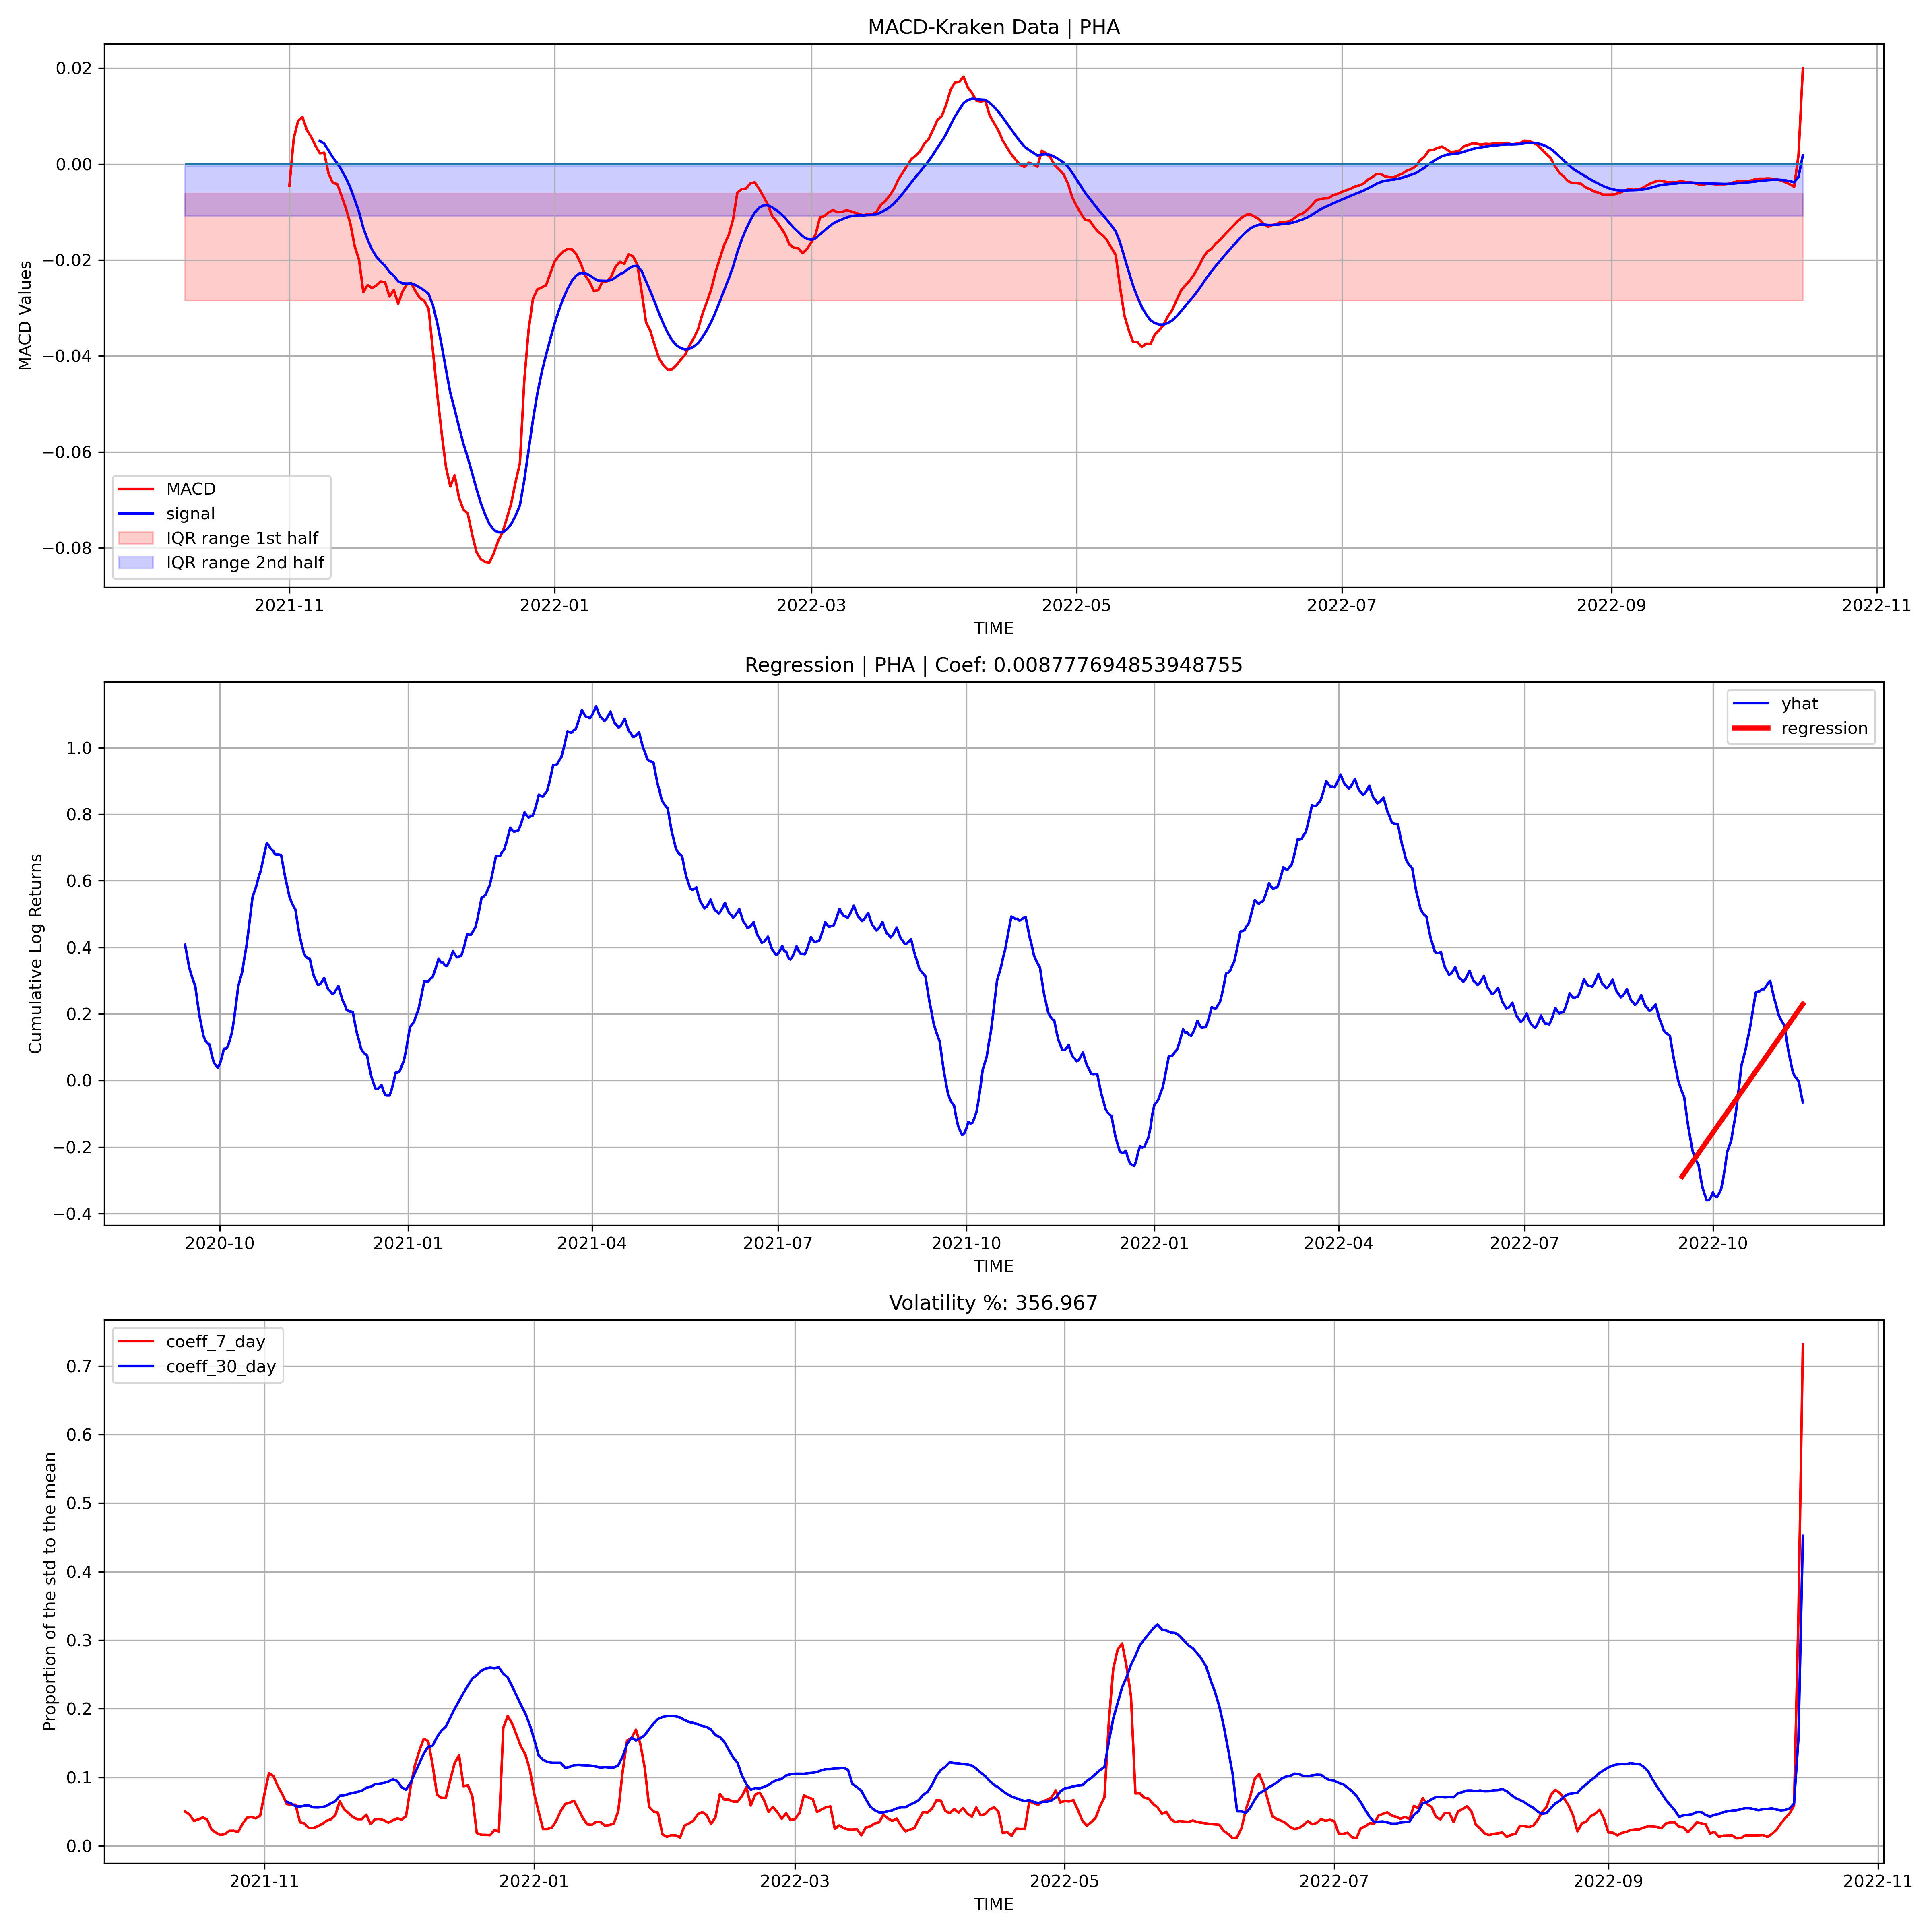 MACD-Kraken Data | PHA
MACD Values
0.02
0.00
−0.02
−0.04
−0.06
−0.08
MACD
signal
IQR range 1st half
IQR range 2nd half
2021-11 2022-01 2022-03 2022-05 2022-07 2022-09 2022-11
TIME
Regression | PHA | Coef: 0.008777694853948755
Cumulative Log Returns
1.0
0.8
0.6
0.4
0.2
0.0
−0.2
−0.4
yhat
regression
2020-10 2021-01 2021-04 2021-07 2021-10 2022-01 2022-04 2022-07 2022-10
TIME
Volatility %: 356.967
Proportion of the std to the mean
0.7
0.6
0.5
0.4
0.3
0.2
0.1
0.0
coeff_7_day
coeff_30_day
2021-11 2022-01 2022-03 2022-05 2022-07 2022-09 2022-11
TIME